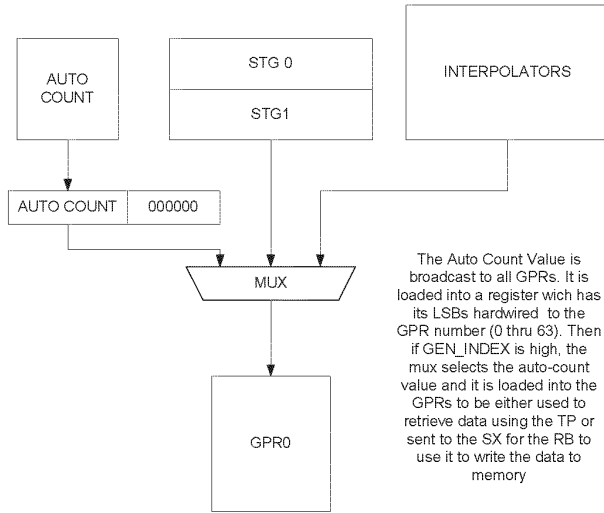 AUTO
COUNT
STG 0
STG1
INTERPOLATORS
AUTO COUNT
000000
MUX
GPR0
The Auto Count Value is
broadcast to all GPRs. It is
loaded into a register wich has
its LSBs hardwired to the
GPR number (0 thru 63). Then
if GEN_INDEX is high, the
mux selects the auto-count
value and it is loaded into the
GPRs to be either used to
retrieve data using the TP or
sent to the SX for the RB to
use it to write the data to
memory